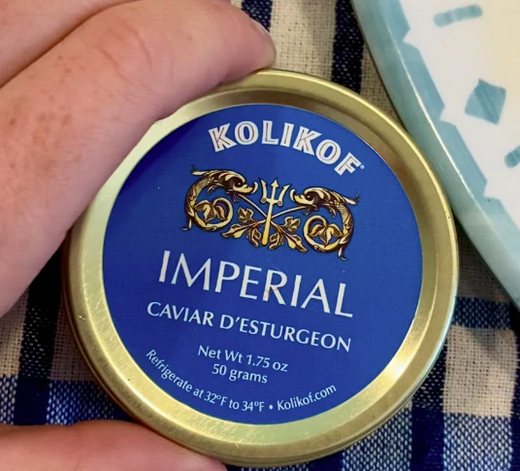 KOLIKOF®
IMPERIAL
CAVIAR D'ESTURGEON
Net Wt 1.75 oz
50 grams
Refrigerate at 32°F to 34°F • Kolikof.com